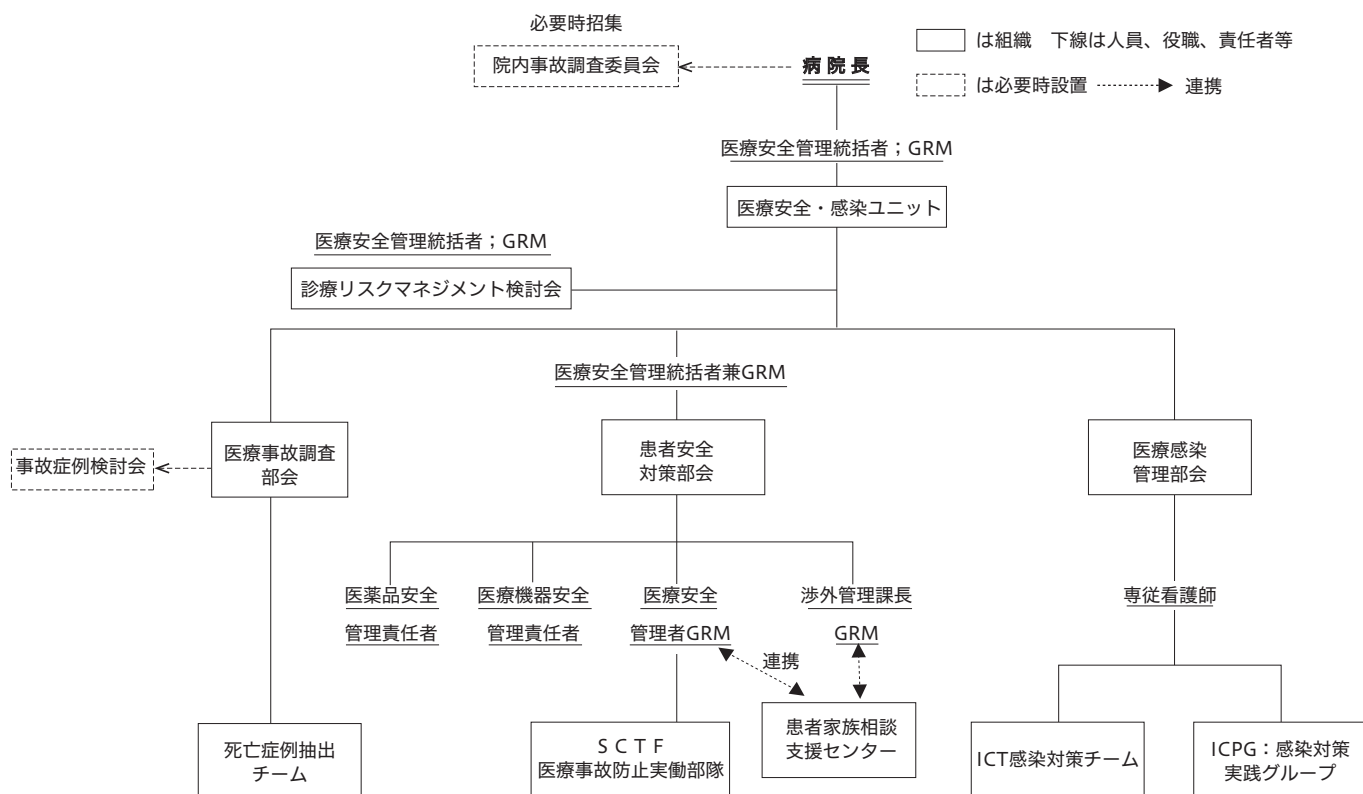 必要時招集
院内事故調査委員会
病院長
は組織　下線は人員、役職、責任者等
は必要時設置
連携
医療安全管理統括者；GRM
医療安全・感染ユニット
医療安全管理統括者；GRM
診療リスクマネジメント検討会
医療安全管理統括者兼GRM
事故症例検討会
医療事故調査
部会
患者安全
対策部会
医療感染
管理部会
医薬品安全
管理責任者
医療機器安全
管理責任者
医療安全
管理者GRM
渉外管理課長
GRM
専従看護師
連携
死亡症例抽出
チーム
ＳＣＴＦ
医療事故防止実働部隊
患者家族相談
支援センター
ICT感染対策チーム
ICPG：感染対策
実践グループ